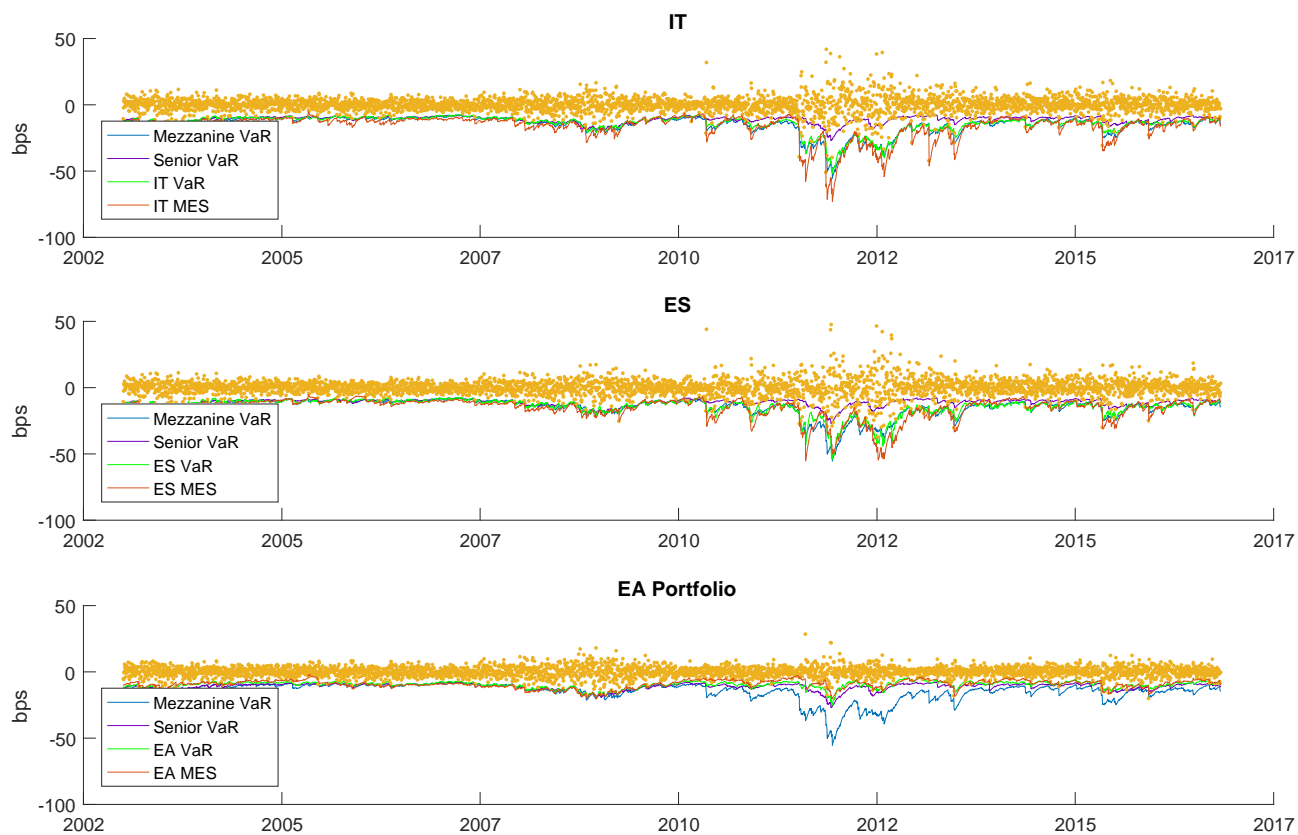 IT
50
0
-50
-100
bps
Mezzanine VaR
Senior VaR
IT VaR
IT MES
2002 2005 2007 2010 2012 2015 2017
ES
50
0
-50
-100
bps
Mezzanine VaR
Senior VaR
ES VaR
ES MES
2002 2005 2007 2010 2012 2015 2017
EA Portfolio
50
0
-50
-100
bps
Mezzanine VaR
Senior VaR
EA VaR
EA MES
2002 2005 2007 2010 2012 2015 2017